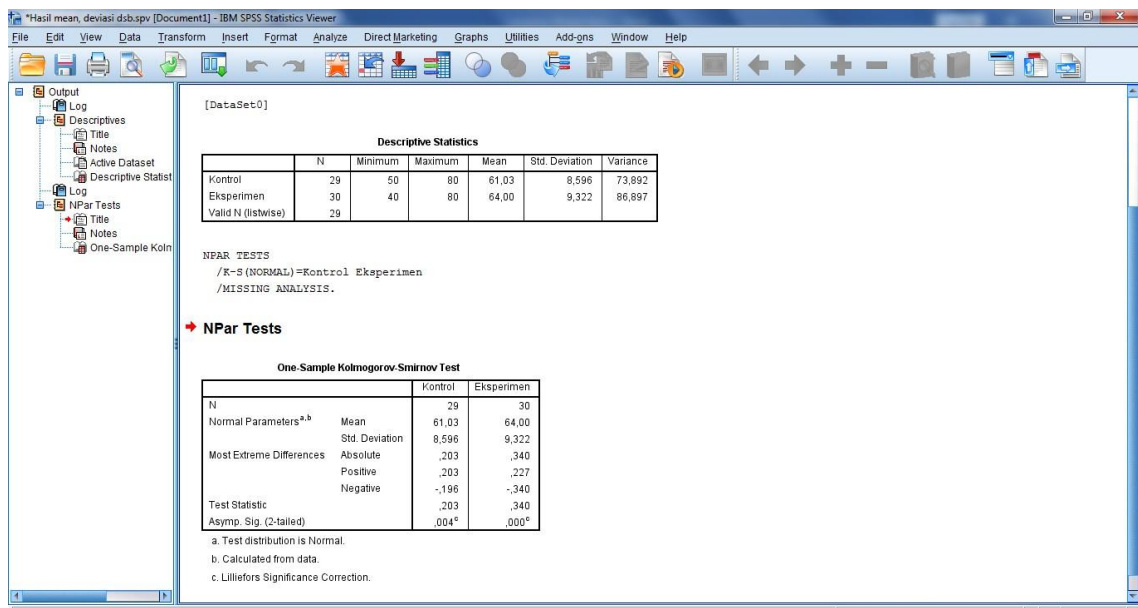 *Hasil mean, deviasi dsb.spv [Document1] - IBM SPSS Statistics Viewer
File Edit View Data Transform Insert Format Analyze Direct Marketing Graphs Utilities Add-ons Window Help
Output
Log
Descriptives
Title
Notes
Active Dataset
Descriptive Statist
Log
NPar Tests
Title
Notes
One-Sample Kolm
[DataSet0]
Descriptive Statistics
N Minimum Maximum Mean Std. Deviation Variance
Kontrol 29 50 80 61,03 8,596 73,892
Eksperimen 30 40 80 64,00 9,322 86,897
Valid N (listwise) 29
NPAR TESTS
/K-S(NORMAL)=Kontrol Eksperimen
/MISSING ANALYSIS.
NPar Tests
One-Sample Kolmogorov-Smirnov Test
Kontrol Eksperimen
N 29 30
Normal Parameters a,b Mean 61,03 64,00
Std. Deviation 8,596 9,322
Most Extreme Differences Absolute ,203 ,340
Positive ,203 ,227
Negative -,196 -,340
Test Statistic ,203 ,340
Asymp. Sig. (2-tailed) ,004c ,000c
a. Test distribution is Normal.
b. Calculated from data.
c. Lilliefors Significance Correction.